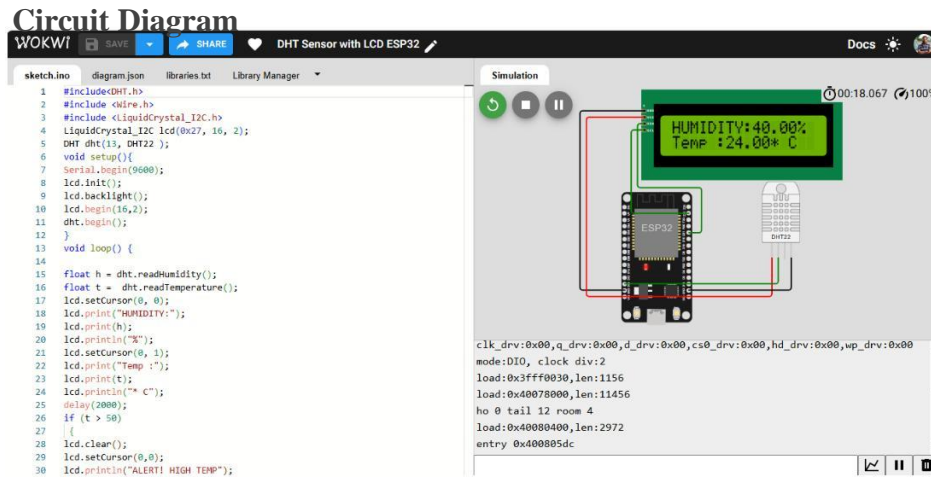 Circuit Diagram
WOKWI SAVE SHARE DHT Sensor with LCD ESP32 Docs
sketch.ino diagram.json libraries.txt Library Manager
1 #include<DHT.h>
2 #include <Wire.h>
3 #include <LiquidCrystal_I2C.h>
4 LiquidCrystal_I2C lcd(0x27, 16, 2);
5 DHT dht(13, DHT22 );
6 void setup(){
7 Serial.begin(9600);
8 lcd.init();
9 lcd.backlight();
10 lcd.begin(16,2);
11 dht.begin();
12 }
13 void loop() {
14
15 float h = dht.readHumidity();
16 float t =  dht.readTemperature();
17 lcd.setCursor(0, 0);
18 lcd.print("HUMIDITY:");
19 lcd.print(h);
20 lcd.println("%");
21 lcd.setCursor(0, 1);
22 lcd.print("Temp :");
23 lcd.print(t);
24 lcd.println("* C");
25 delay(2000);
26 if (t > 50)
27 {
28 lcd.clear();
29 lcd.setCursor(0,0);
30 lcd.println("ALERT! HIGH TEMP");
Simulation
00:18.067 100%
HUMIDITY:40.00%
Temp :24.00* C
ESP32
DHT22
clk_drv:0x00,q_drv:0x00,d_drv:0x00,cs0_drv:0x00,hd_drv:0x00,wp_drv:0x00
mode:DIO, clock div:2
load:0x3fff0030,len:1156
load:0x40078000,len:11456
ho 0 tail 12 room 4
load:0x40080400,len:2972
entry 0x400805dc